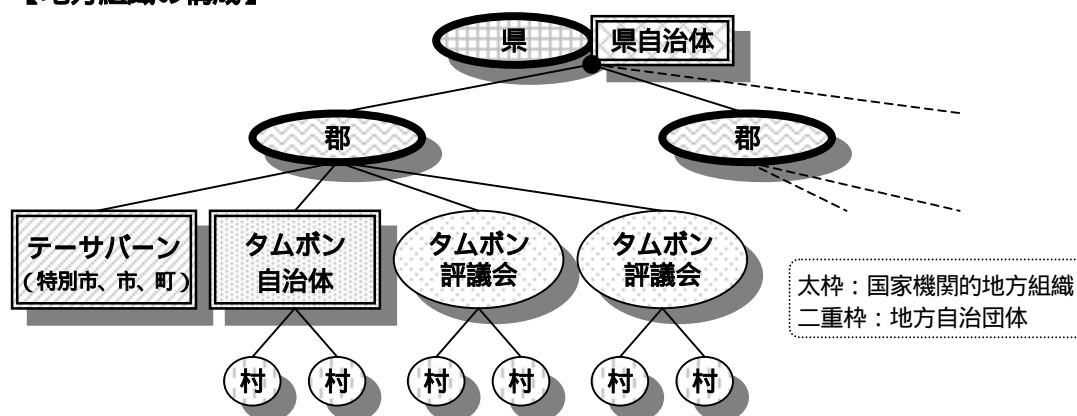 【地方組織の構成】
県 県自治体
郡 郡
テーサバーン
（特別市、市、町）
タムボン
自治体
タムボン
評議会
タムボン
評議会
太枠：国家機関的地方組織
二重枠：地方自治団体
村 村 村 村 村 村